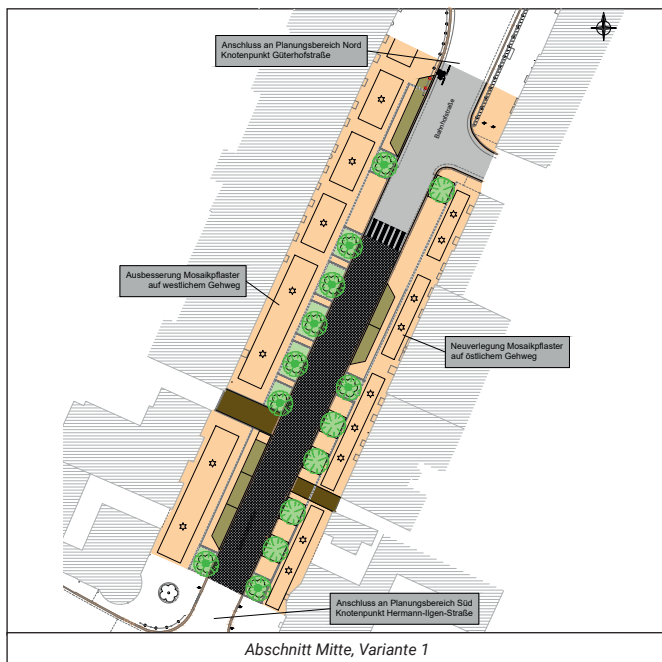 Anschluss an Planungsbereich Nord
Knotenpunkt Güterhofstraße
Bahnhofstraße
Ausbesserung Mosaikpflaster
auf westlichem Gehweg
Neuverlegung Mosaikpflaster
auf östlichem Gehweg
Anschluss an Planungsbereich Süd
Knotenpunkt Hermann-Ilgen-Straße
Abschnitt Mitte, Variante 1